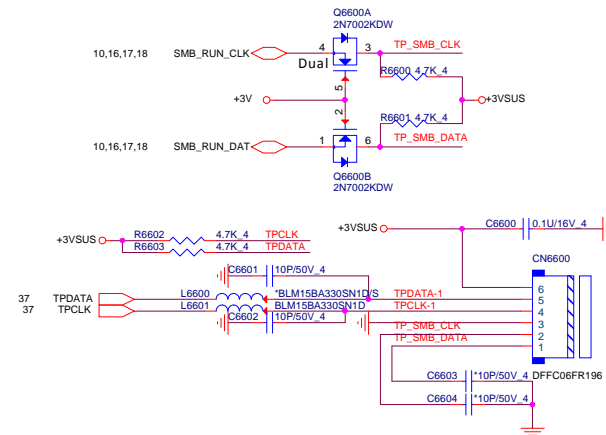 Q6600A
2N7002KDW
10,16,17,18 SMB_RUN_CLK 4 3 TP_SMB_CLK
Dual
R6600 4.7K_4
5
+3V +3VSUS
2
R6601 4.7K_4
10,16,17,18 SMB_RUN_DAT 1 6 TP_SMB_DATA
Q6600B
2N7002KDW
+3VSUS R6602 4.7K_4 TPCLK
R6603 4.7K_4 TPDATA
+3VSUS C6600 0.1U/16V_4
CN6600
C6601 10P/50V_4
37 TPDATA L6600 *BLM15BA330SN1D/S TPDATA-1
37 TPCLK L6601 BLM15BA330SN1D TPCLK-1
C6602 10P/50V_4
TP_SMB_CLK
TP_SMB_DATA
6
5
4
3
2
1
DFFC06FR196
C6603 *10P/50V_4
C6604 *10P/50V_4